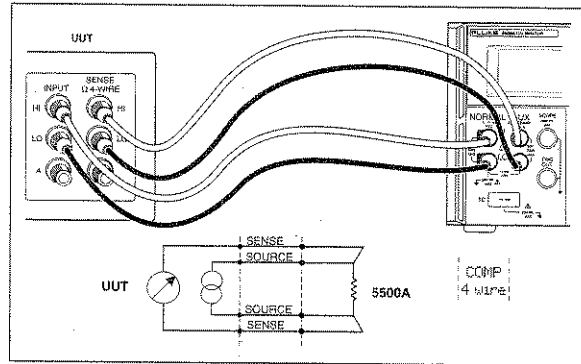 UUT
INPUT
SENSE
Ω 4-WIRE
HI
HI
LO
A
FLUKE
NORMAL
AUX
SENSE
SOURCE
UUT
5500A
SOURCE
SENSE
COMP
4 wire